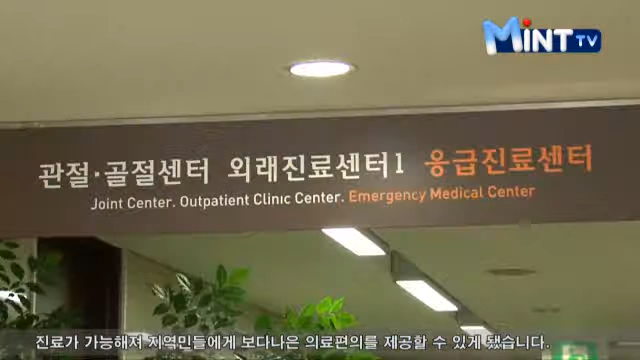 MiNT TV
관절·골절센터 외래진료센터1 응급진료센터
Joint Center. Outpatient Clinic Center. Emergency Medical Center
진료가 가능해져 지역민들에게 보다나은 의료편의를 제공할 수 있게 됐습니다.